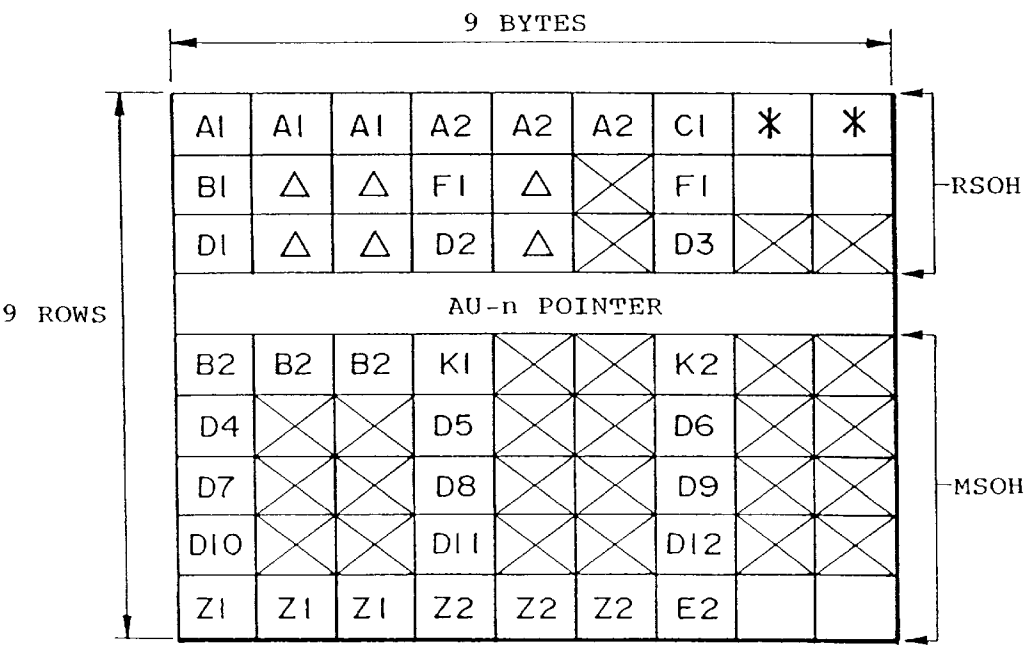 9 BYTES
A1 A1 A1 A2 A2 A2 C1 * *
B1 △ △ F1 △ F1
RSOH
D1 △ △ D2 △ D3
9 ROWS
AU-n POINTER
B2 B2 B2 K1 K2
D4 D5 D6
D7 D8 D9
MSOH
D10 D11 D12
Z1 Z1 Z1 Z2 Z2 Z2 E2